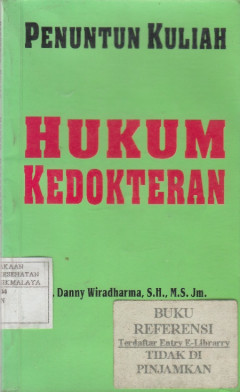 PENUNTUN KULIAH
HUKUM
KEDOKTERAN
. Danny Wiradharma, S.H., M.S. Jm.
BUKU
REFERENSI
Terdaftar Entry E-Library
TIDAK DI
PINJAMKAN